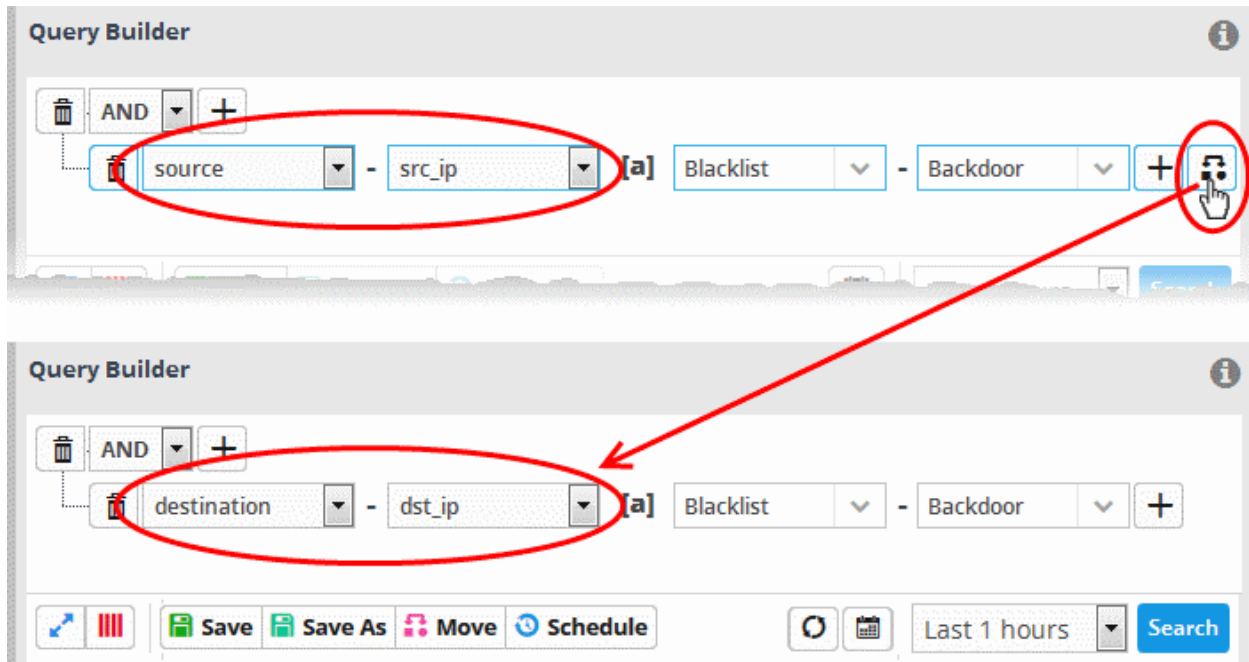 Query Builder
AND
source - src_ip [a] Blacklist - Backdoor
Query Builder
AND
destination - dst_ip [a] Blacklist - Backdoor
Save Save As Move Schedule Last 1 hours Search